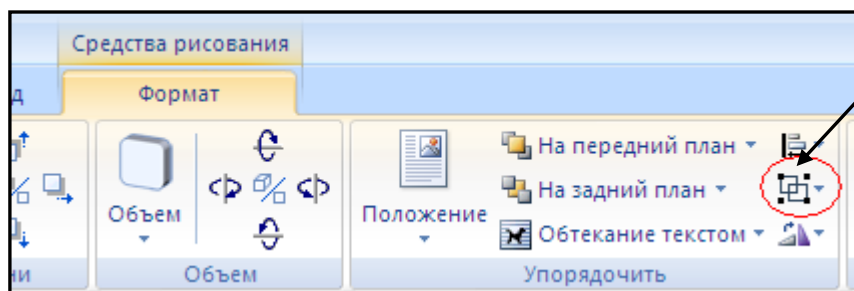 Средства рисования
д
Формат
На передний план
На задний план
Объем
Положение
Обтекание текстом
ни
Объем
Упорядочить